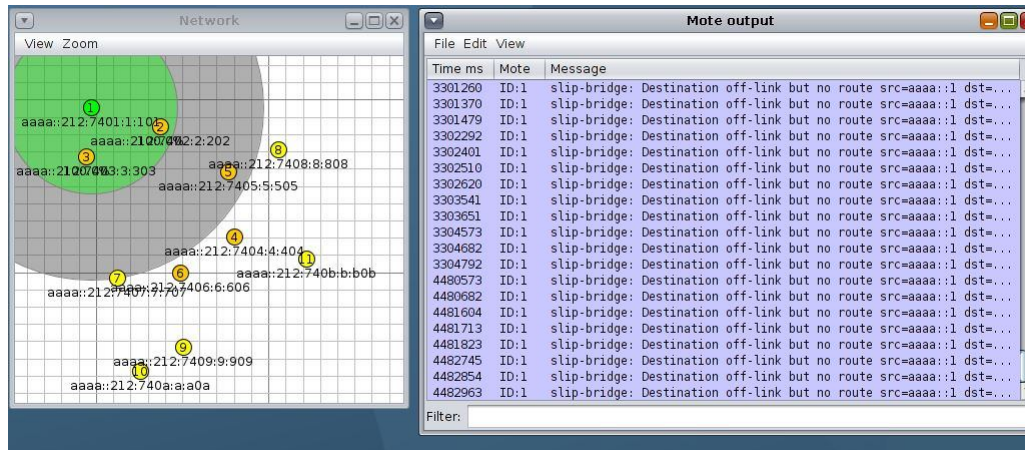 Network
View Zoom
1
aaaa::212:7401:1:101
2
3
8
aaaa::212:7408:8:808
5
aaaa::212:7405:5:505
4
aaaa::212:7404:4:404
11
aaaa::212:740b:b:b0b
6
7
aaaa::212:7406:6:606
aaaa::212:7407:7:707
9
aaaa::212:7409:9:909
10
aaaa::212:740a:a:a0a
Mote output
File Edit View
Time ms Mote Message
3301260 ID:1 slip-bridge: Destination off-link but no route src=aaaa::1 dst=...
3301370 ID:1 slip-bridge: Destination off-link but no route src=aaaa::1 dst=...
3301479 ID:1 slip-bridge: Destination off-link but no route src=aaaa::1 dst=...
3302292 ID:1 slip-bridge: Destination off-link but no route src=aaaa::1 dst=...
3302401 ID:1 slip-bridge: Destination off-link but no route src=aaaa::1 dst=...
3302510 ID:1 slip-bridge: Destination off-link but no route src=aaaa::1 dst=...
3302620 ID:1 slip-bridge: Destination off-link but no route src=aaaa::1 dst=...
3303541 ID:1 slip-bridge: Destination off-link but no route src=aaaa::1 dst=...
3303651 ID:1 slip-bridge: Destination off-link but no route src=aaaa::1 dst=...
3304573 ID:1 slip-bridge: Destination off-link but no route src=aaaa::1 dst=...
3304682 ID:1 slip-bridge: Destination off-link but no route src=aaaa::1 dst=...
3304792 ID:1 slip-bridge: Destination off-link but no route src=aaaa::1 dst=...
4480573 ID:1 slip-bridge: Destination off-link but no route src=aaaa::1 dst=...
4480682 ID:1 slip-bridge: Destination off-link but no route src=aaaa::1 dst=...
4481604 ID:1 slip-bridge: Destination off-link but no route src=aaaa::1 dst=...
4481713 ID:1 slip-bridge: Destination off-link but no route src=aaaa::1 dst=...
4481823 ID:1 slip-bridge: Destination off-link but no route src=aaaa::1 dst=...
4482745 ID:1 slip-bridge: Destination off-link but no route src=aaaa::1 dst=...
4482854 ID:1 slip-bridge: Destination off-link but no route src=aaaa::1 dst=...
4482963 ID:1 slip-bridge: Destination off-link but no route src=aaaa::1 dst=...
Filter: